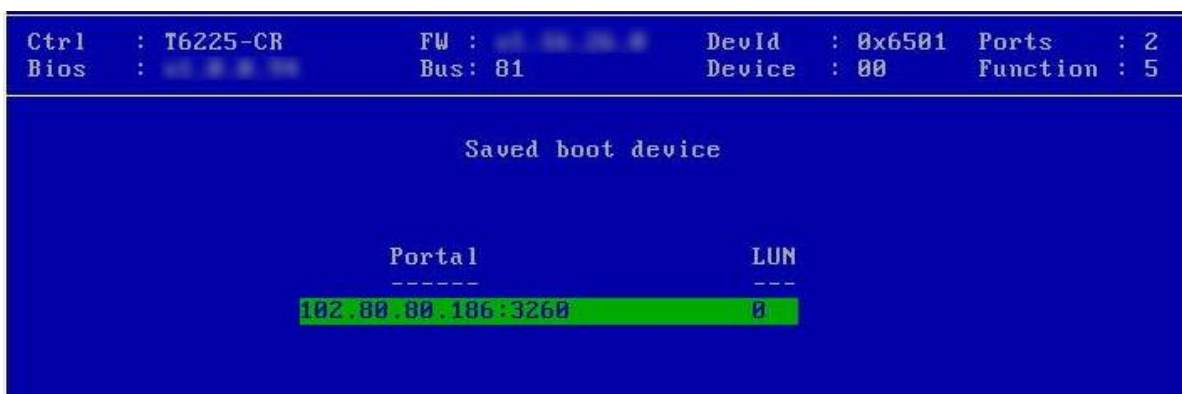 Ctrl : T6225-CR FW : DevId : 0x6501 Ports : 2
Bios : Bus: 81 Device : 00 Function : 5
Saved boot device
Portal LUN
------ ---
102.80.80.186:3260 0